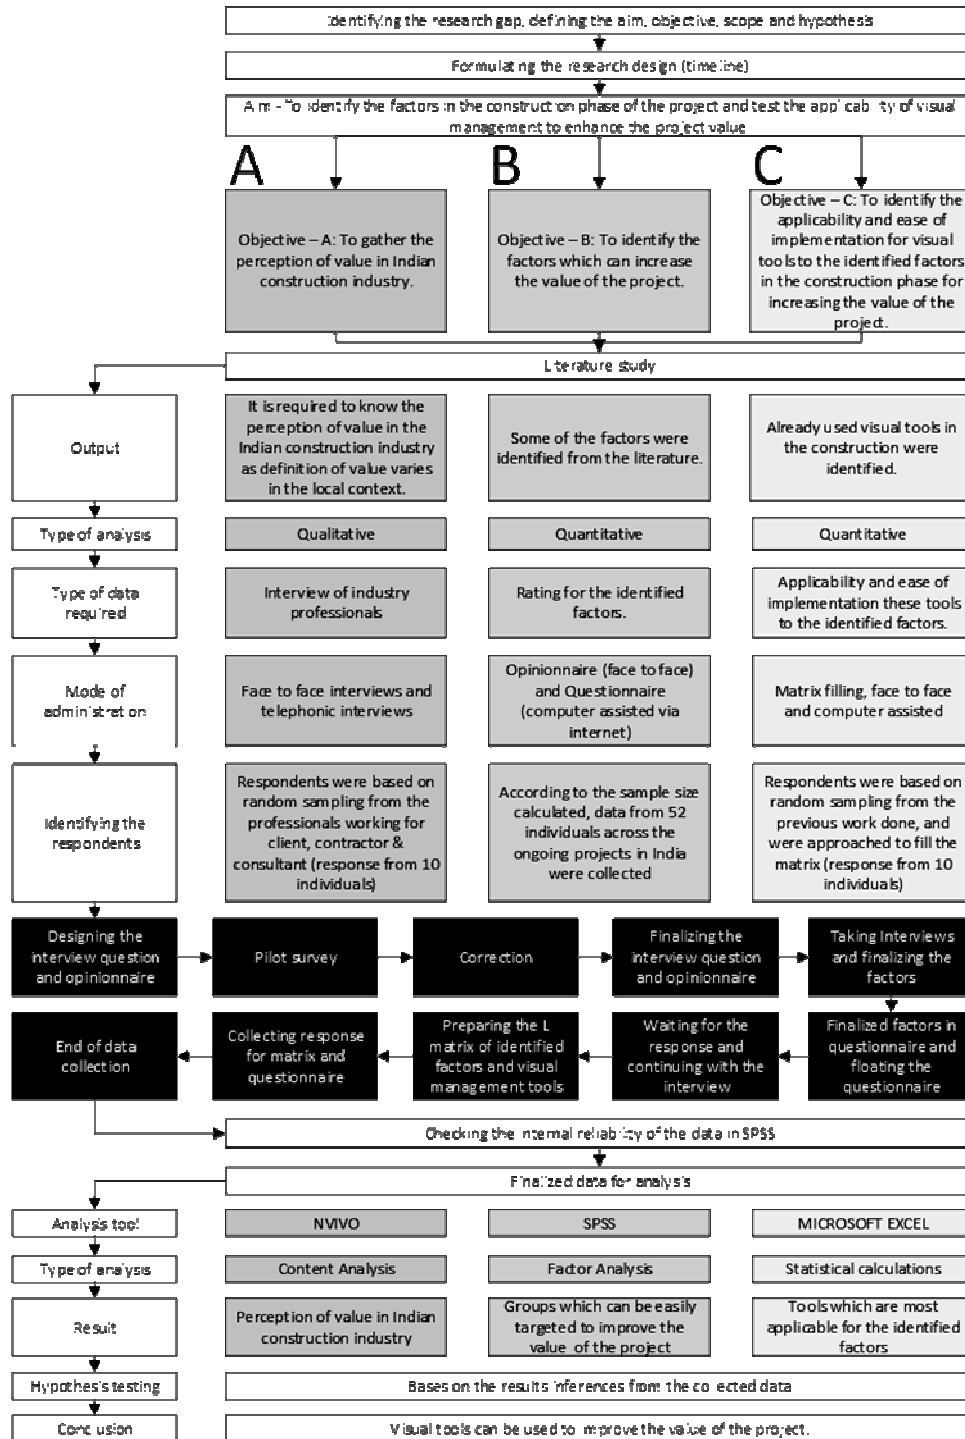 Identifying the research gap, defining the aim, objective, scope and hypothesis
Formulating the research design (timeline)
Aim - To identify the factors in the construction phase of the project and test the applicability of visual
management to enhance the project value
A
B
C
Objective – A: To gather the
perception of value in Indian
construction industry.
Objective – B: To identify the
factors which can increase
the value of the project.
Objective – C: To identify the
applicability and ease of
implementation for visual
tools to the identified factors
in the construction phase for
increasing the value of the
project.
Literature study
Output
It is required to know the
perception of value in the
Indian construction industry
as definition of value varies
in the local context.
Some of the factors were
identified from the literature.
Already used visual tools in
the construction were
identified.
Type of analysis
Qualitative
Quantitative
Quantitative
Type of data
required
Interview of industry
professionals
Rating for the identified
factors.
Applicability and ease of
implementation these tools
to the identified factors.
Mode of
administration
Face to face interviews and
telephonic interviews
Opinionnaire (face to face)
and Questionnaire
(computer assisted via
internet)
Matrix filling, face to face
and computer assisted
Identifying the
respondents
Respondents were based on
random sampling from the
professionals working for
client, contractor &
consultant (response from 10
individuals)
According to the sample size
calculated, data from 52
individuals across the
ongoing projects in India
were collected
Respondents were based on
random sampling from the
previous work done, and
were approached to fill the
matrix (response from 10
individuals)
Designing the
interview question
and opinionnaire
Pilot survey
Correction
Finalizing the
interview question
and opinionnaire
Taking Interviews
and finalizing the
factors
End of data
collection
Collecting response
for matrix and
questionnaire
Preparing the L
matrix of identified
factors and visual
management tools
Waiting for the
response and
continuing with the
interview
Finalized factors in
questionnaire and
floating the
questionnaire
Checking the internal reliability of the data in SPSS
Finalized data for analysis
Analysis tool
NVIVO
SPSS
MICROSOFT EXCEL
Type of analysis
Content Analysis
Factor Analysis
Statistical calculations
Result
Perception of value in Indian
construction industry
Groups which can be easily
targeted to improve the
value of the project
Tools which are most
applicable for the identified
factors
Hypothesis testing
Bases on the results inferences from the collected data
Conclusion
Visual tools can be used to improve the value of the project.